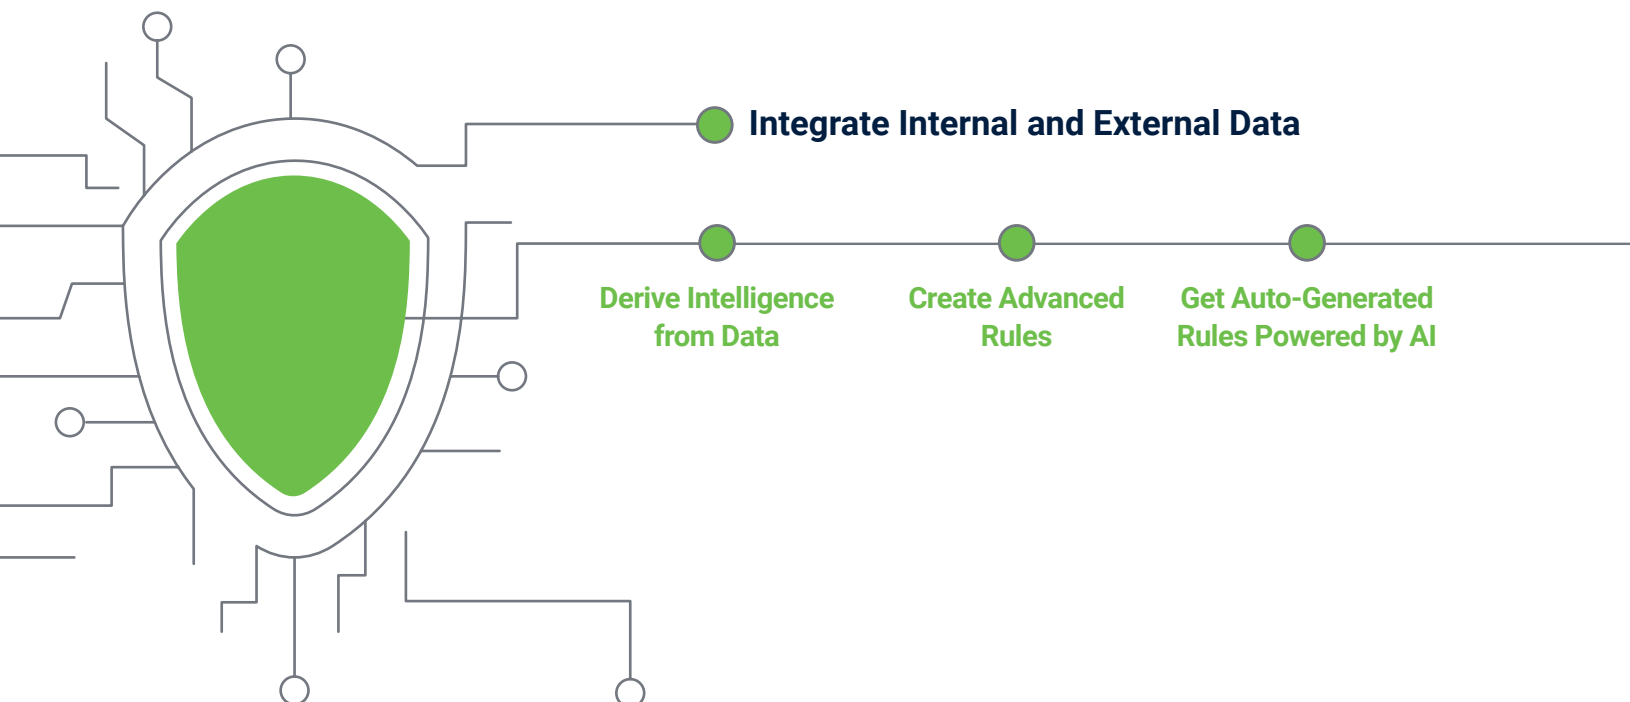 Integrate Internal and External Data
Derive Intelligence
from Data
Create Advanced
Rules
Get Auto-Generated
Rules Powered by AI